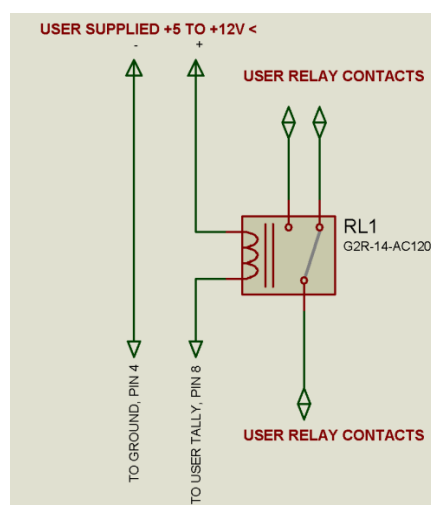 USER SUPPLIED +5 TO +12V <
- +
USER RELAY CONTACTS
RL1
G2R-14-AC120
TO GROUND, PIN 4
TO USER TALLY, PIN 8
USER RELAY CONTACTS